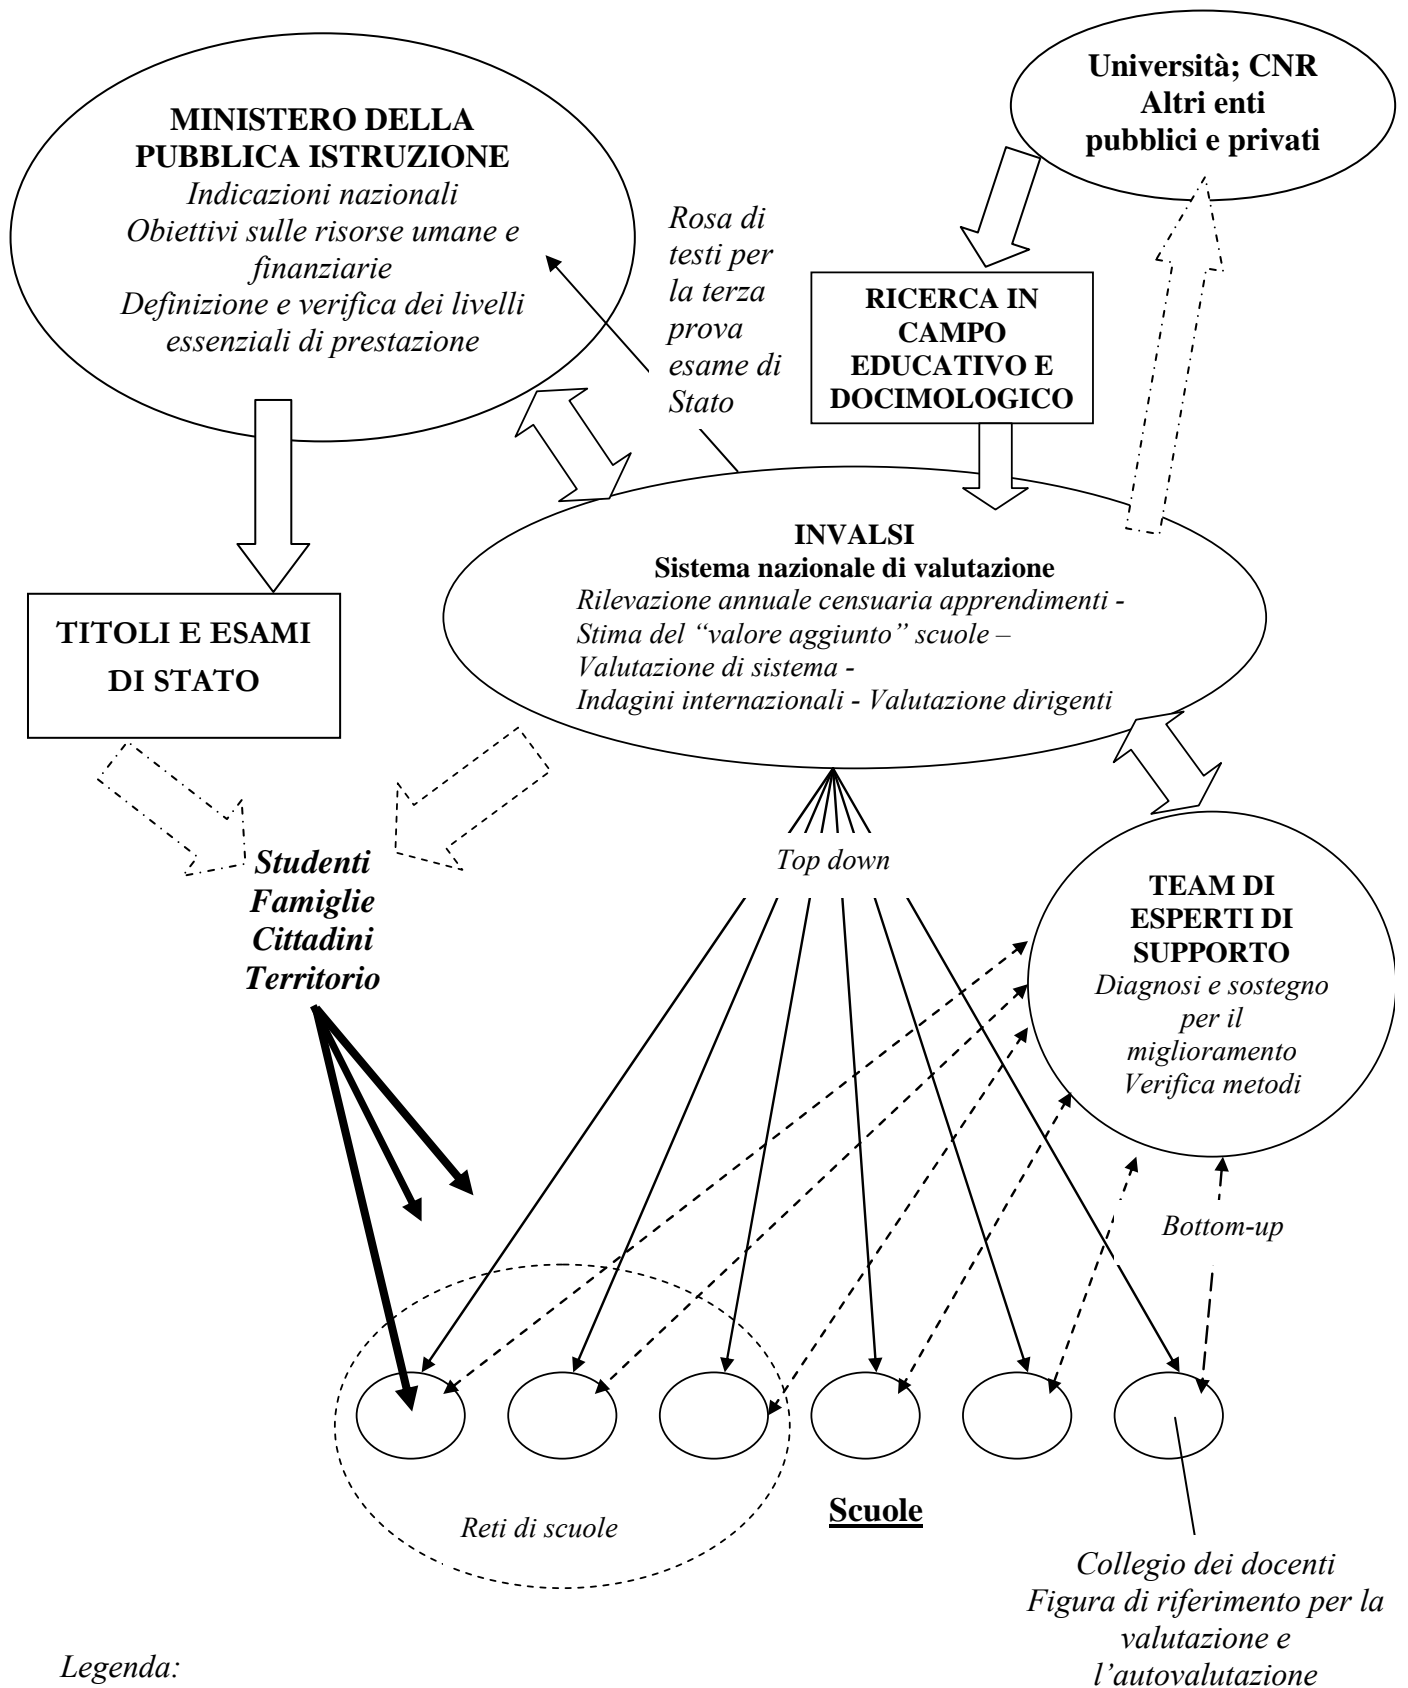 MINISTERO DELLA
PUBBLICA ISTRUZIONE
Indicazioni nazionali
Obiettivi sulle risorse umane e
finanziarie
Definizione e verifica dei livelli
essenziali di prestazione
Università; CNR
Altri enti
pubblici e privati
Rosa di
testi per
la terza
prova
esame di
Stato
RICERCA IN
CAMPO
EDUCATIVO E
DOCIMOLOGICO
INVALSI
Sistema nazionale di valutazione
Rilevazione annuale censuaria apprendimenti -
Stima del “valore aggiunto” scuole –
Valutazione di sistema -
Indagini internazionali - Valutazione dirigenti
TITOLI E ESAMI
DI STATO
Studenti
Famiglie
Cittadini
Territorio
Top down
TEAM DI
ESPERTI DI
SUPPORTO
Diagnosi e sostegno
per il
miglioramento
Verifica metodi
Bottom-up
Reti di scuole
Scuole
Collegio dei docenti
Figura di riferimento per la
valutazione e
l’autovalutazione
Legenda: